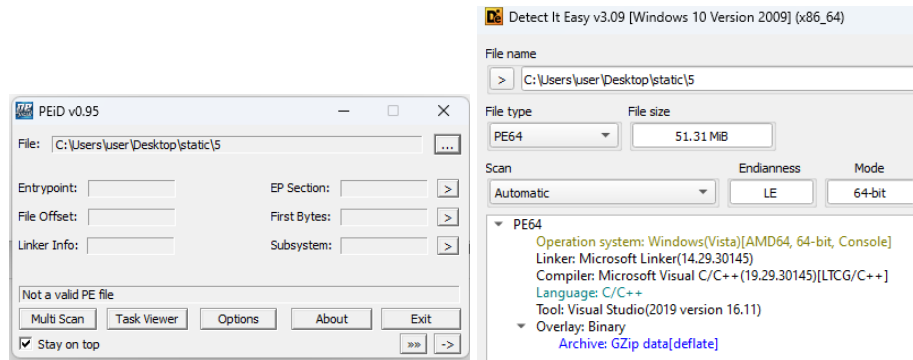 PEiD v0.95
File: C:\Users\user\Desktop\static\5 ...
Entrypoint: EP Section: >
File Offset: First Bytes: >
Linker Info: Subsystem: >
Not a valid PE file
Multi Scan Task Viewer Options About Exit
Stay on top »» ->
Detect It Easy v3.09 [Windows 10 Version 2009] (x86_64)
File name
> C:\Users\user\Desktop\static\5
File type File size
PE64 51.31 MiB
Scan Endianness Mode
Automatic LE 64-bit
PE64
Operation system: Windows(Vista)[AMD64, 64-bit, Console]
Linker: Microsoft Linker(14.29.30145)
Compiler: Microsoft Visual C/C++(19.29.30145)[LTCG/C++]
Language: C/C++
Tool: Visual Studio(2019 version 16.11)
Overlay: Binary
Archive: GZip data[deflate]